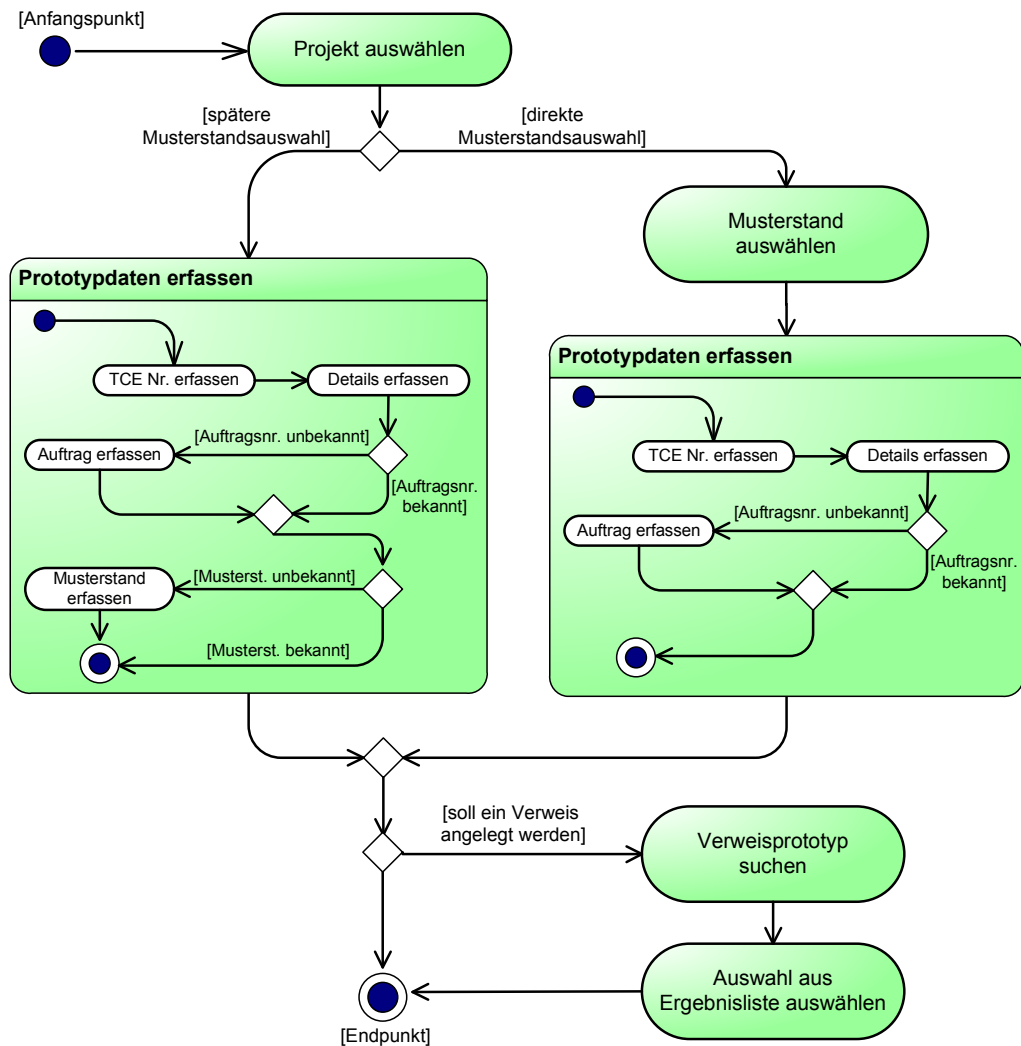 [Anfangspunkt]
Projekt auswählen
[spätere
Musterstandsauswahl]
[direkte
Musterstandsauswahl]
Musterstand
auswählen
Prototypdaten erfassen
TCE Nr. erfassen
Details erfassen
[Auftragsnr. unbekannt]
Auftrag erfassen
[Auftragsnr.
bekannt]
[Musterst. unbekannt]
Musterstand
erfassen
[Musterst. bekannt]
Prototypdaten erfassen
TCE Nr. erfassen
Details erfassen
[Auftragsnr. unbekannt]
Auftrag erfassen
[Auftragsnr.
bekannt]
[soll ein Verweis
angelegt werden]
Verweisprototyp
suchen
Auswahl aus
Ergebnisliste auswählen
[Endpunkt]